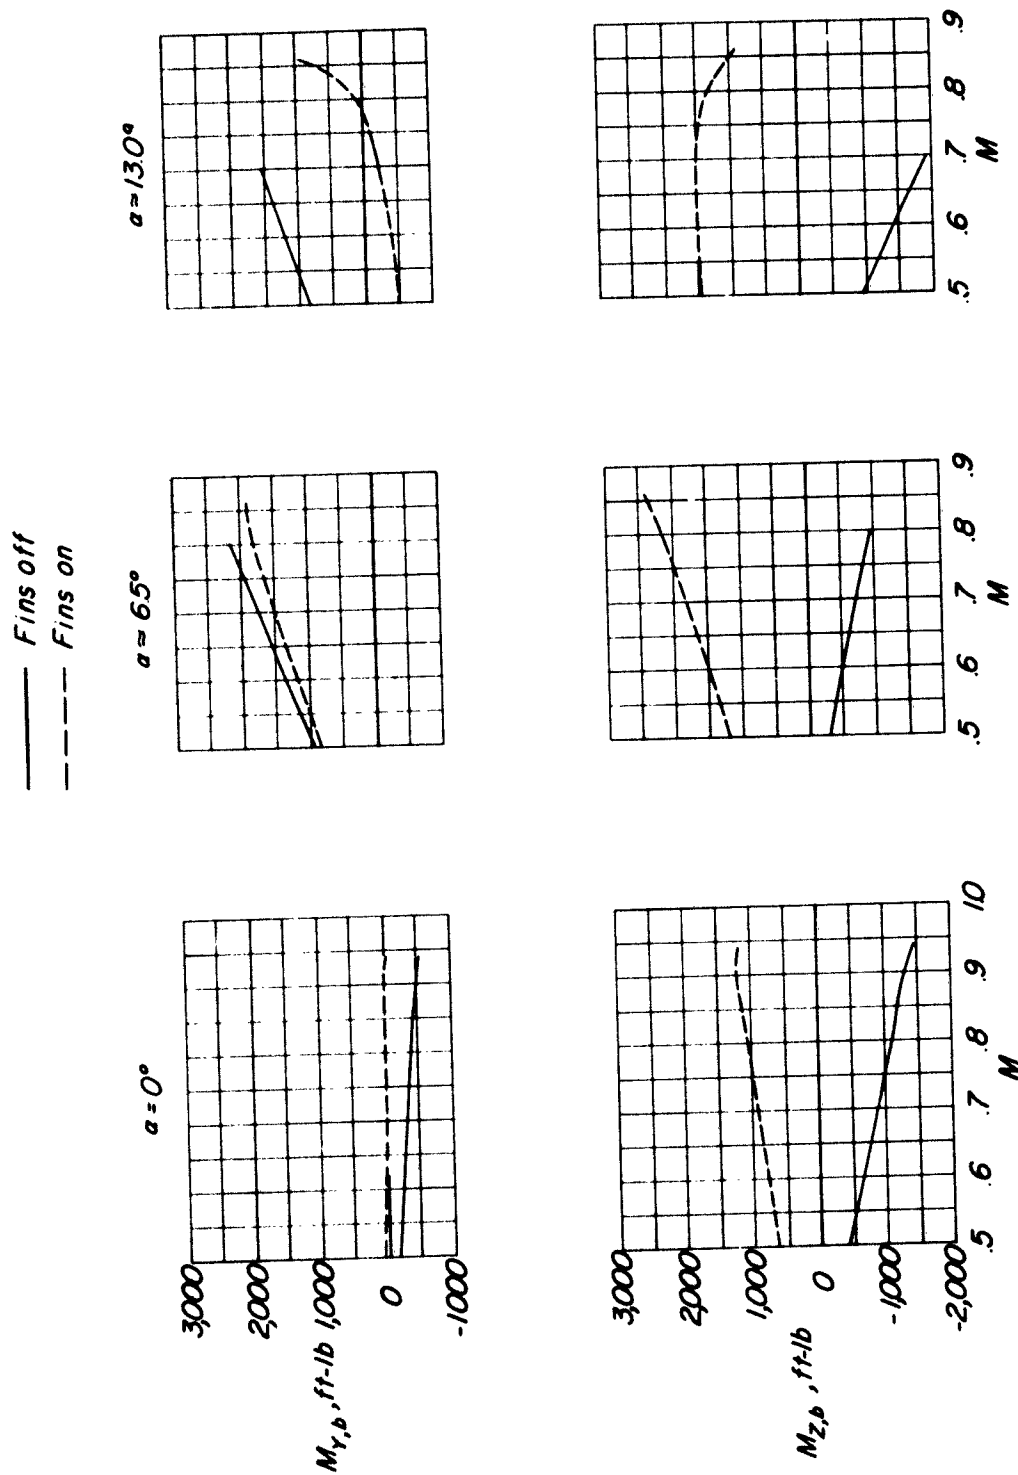 Fins off
Fins on
a = 0°
a ≈ 6.5°
a ≈ 13.0°
3,000
2,000
1,000
0
-1000
M_Y,b , ft-lb
3,000
2,000
1,000
0
-1,000
-2,000
M_Z,b , ft-lb
.5 .6 .7 .8 .9 1.0
M
.5 .6 .7 .8 .9
M
.5 .6 .7 .8 .9
M